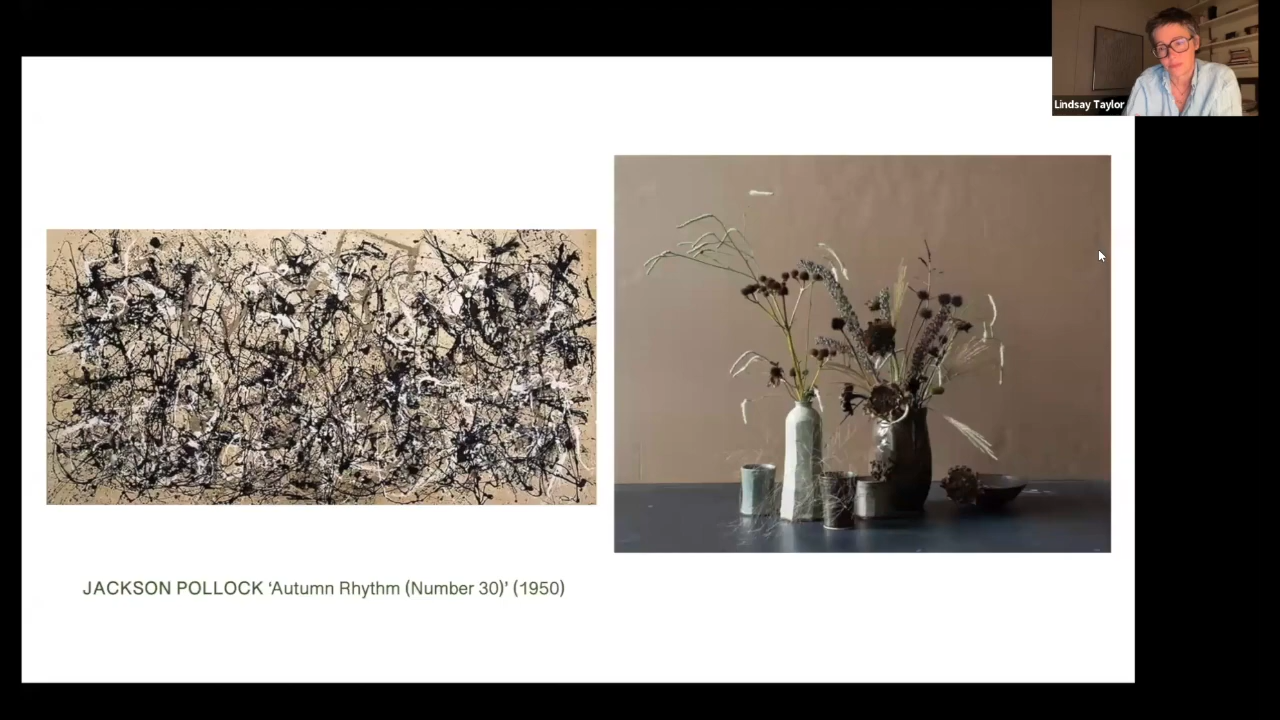 Lindsay Taylor
JACKSON POLLOCK ‘Autumn Rhythm (Number 30)’ (1950)